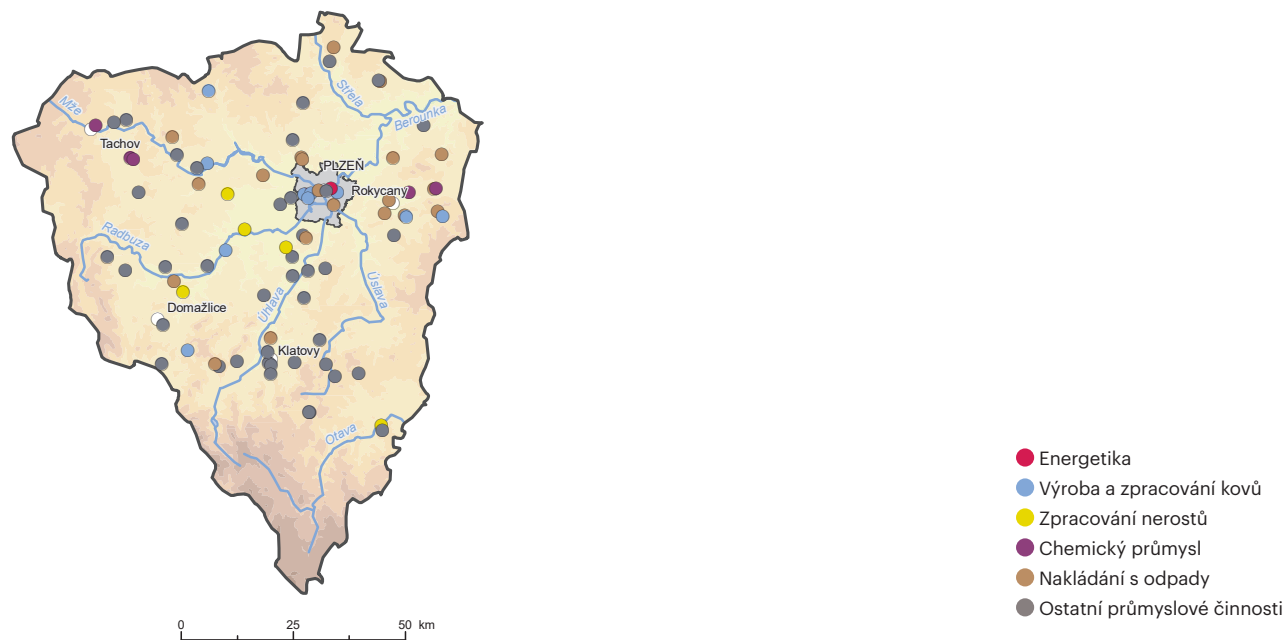 Střela
Mže
Berounka
Tachov
PLZEŇ
Rokycany
Radbuza
Úhlava
Úslava
Domažlice
Klatovy
Otava
0 25 50 km
Energetika
Výroba a zpracování kovů
Zpracování nerostů
Chemický průmysl
Nakládání s odpady
Ostatní průmyslové činnosti